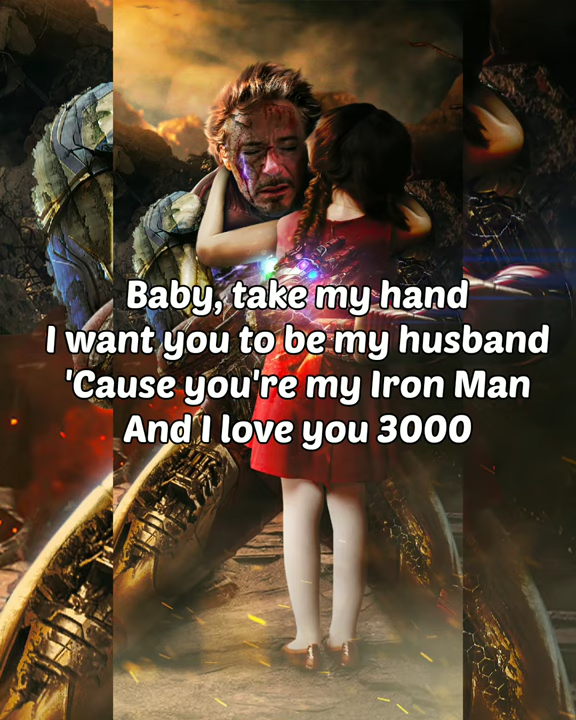 Baby, take my hand
I want you to be my husband
'Cause you're my Iron Man
And I love you 3000